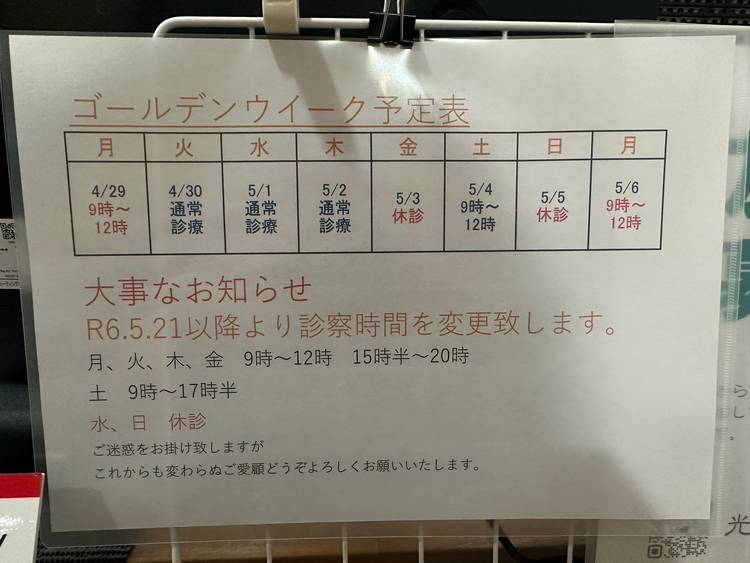 ゴールデンウイーク予定表
月 火 水 木 金 土 日 月
4/29 9時～12時
4/30 通常診療
5/1 通常診療
5/2 通常診療
5/3 休診
5/4 9時～12時
5/5 休診
5/6 9時～12時
大事なお知らせ
R6.5.21以降より診察時間を変更致します。
月、火、木、金 9時～12時 15時半～20時
土 9時～17時半
水、日 休診
ご迷惑をお掛け致しますが
これからも変わらぬご愛顧どうぞよろしくお願いいたします。
ら
し
。
光